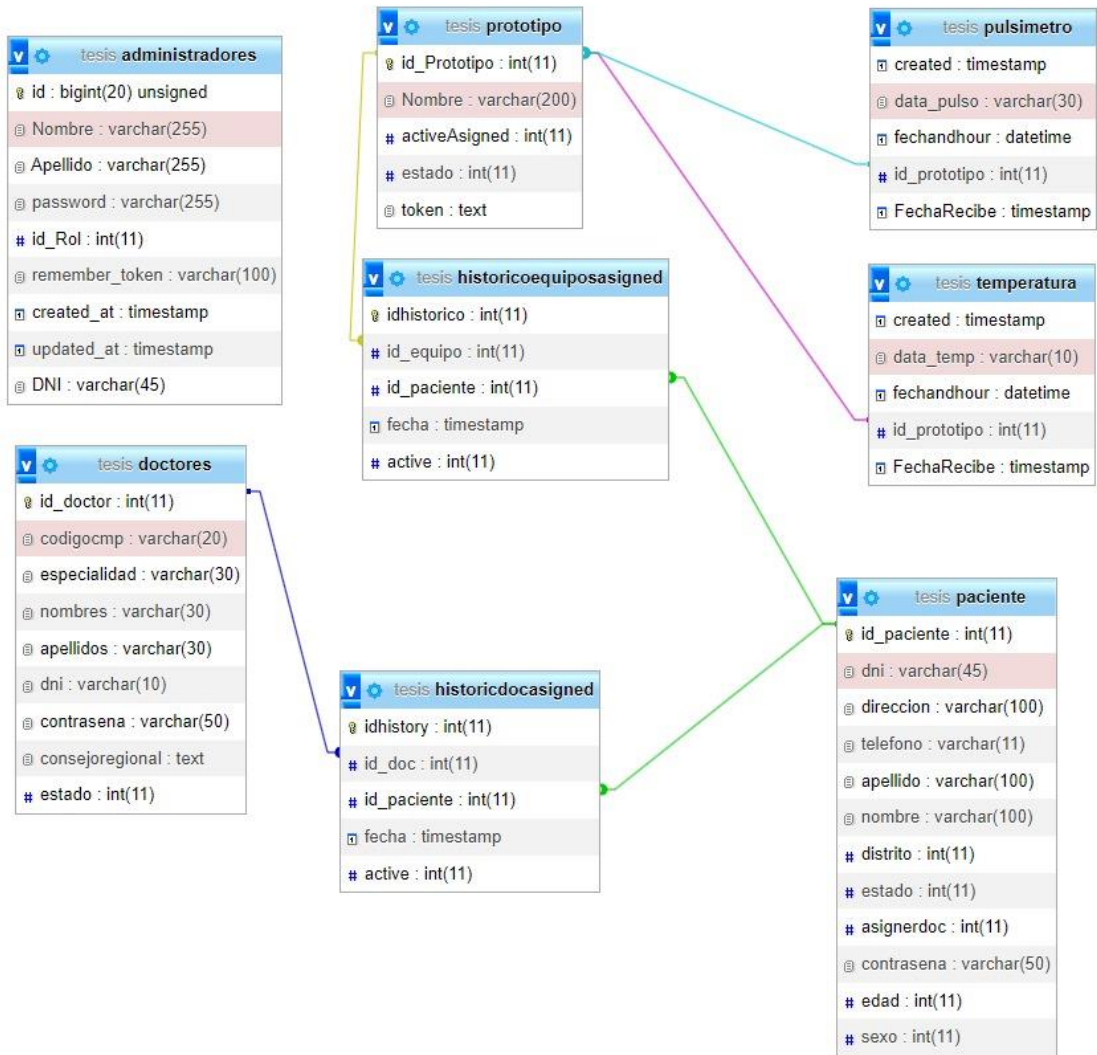 tesis administradores
id : bigint(20) unsigned
Nombre : varchar(255)
Apellido : varchar(255)
password : varchar(255)
# id_Rol : int(11)
remember_token : varchar(100)
created_at : timestamp
updated_at : timestamp
DNI : varchar(45)
tesis prototipo
id_Prototipo : int(11)
Nombre : varchar(200)
# activeAsigned : int(11)
# estado : int(11)
token : text
tesis pulsimetro
created : timestamp
data_pulso : varchar(30)
fechandhour : datetime
# id_prototipo : int(11)
FechaRecibe : timestamp
tesis historicoequiposasigned
idhistorico : int(11)
# id_equipo : int(11)
# id_paciente : int(11)
fecha : timestamp
# active : int(11)
tesis temperatura
created : timestamp
data_temp : varchar(10)
fechandhour : datetime
# id_prototipo : int(11)
FechaRecibe : timestamp
tesis doctores
id_doctor : int(11)
codigocmp : varchar(20)
especialidad : varchar(30)
nombres : varchar(30)
apellidos : varchar(30)
dni : varchar(10)
contrasena : varchar(50)
consejoregional : text
# estado : int(11)
tesis historicdocasigned
idhistory : int(11)
# id_doc : int(11)
# id_paciente : int(11)
fecha : timestamp
# active : int(11)
tesis paciente
id_paciente : int(11)
dni : varchar(45)
direccion : varchar(100)
telefono : varchar(11)
apellido : varchar(100)
nombre : varchar(100)
# distrito : int(11)
# estado : int(11)
# asignerdoc : int(11)
contrasena : varchar(50)
# edad : int(11)
# sexo : int(11)